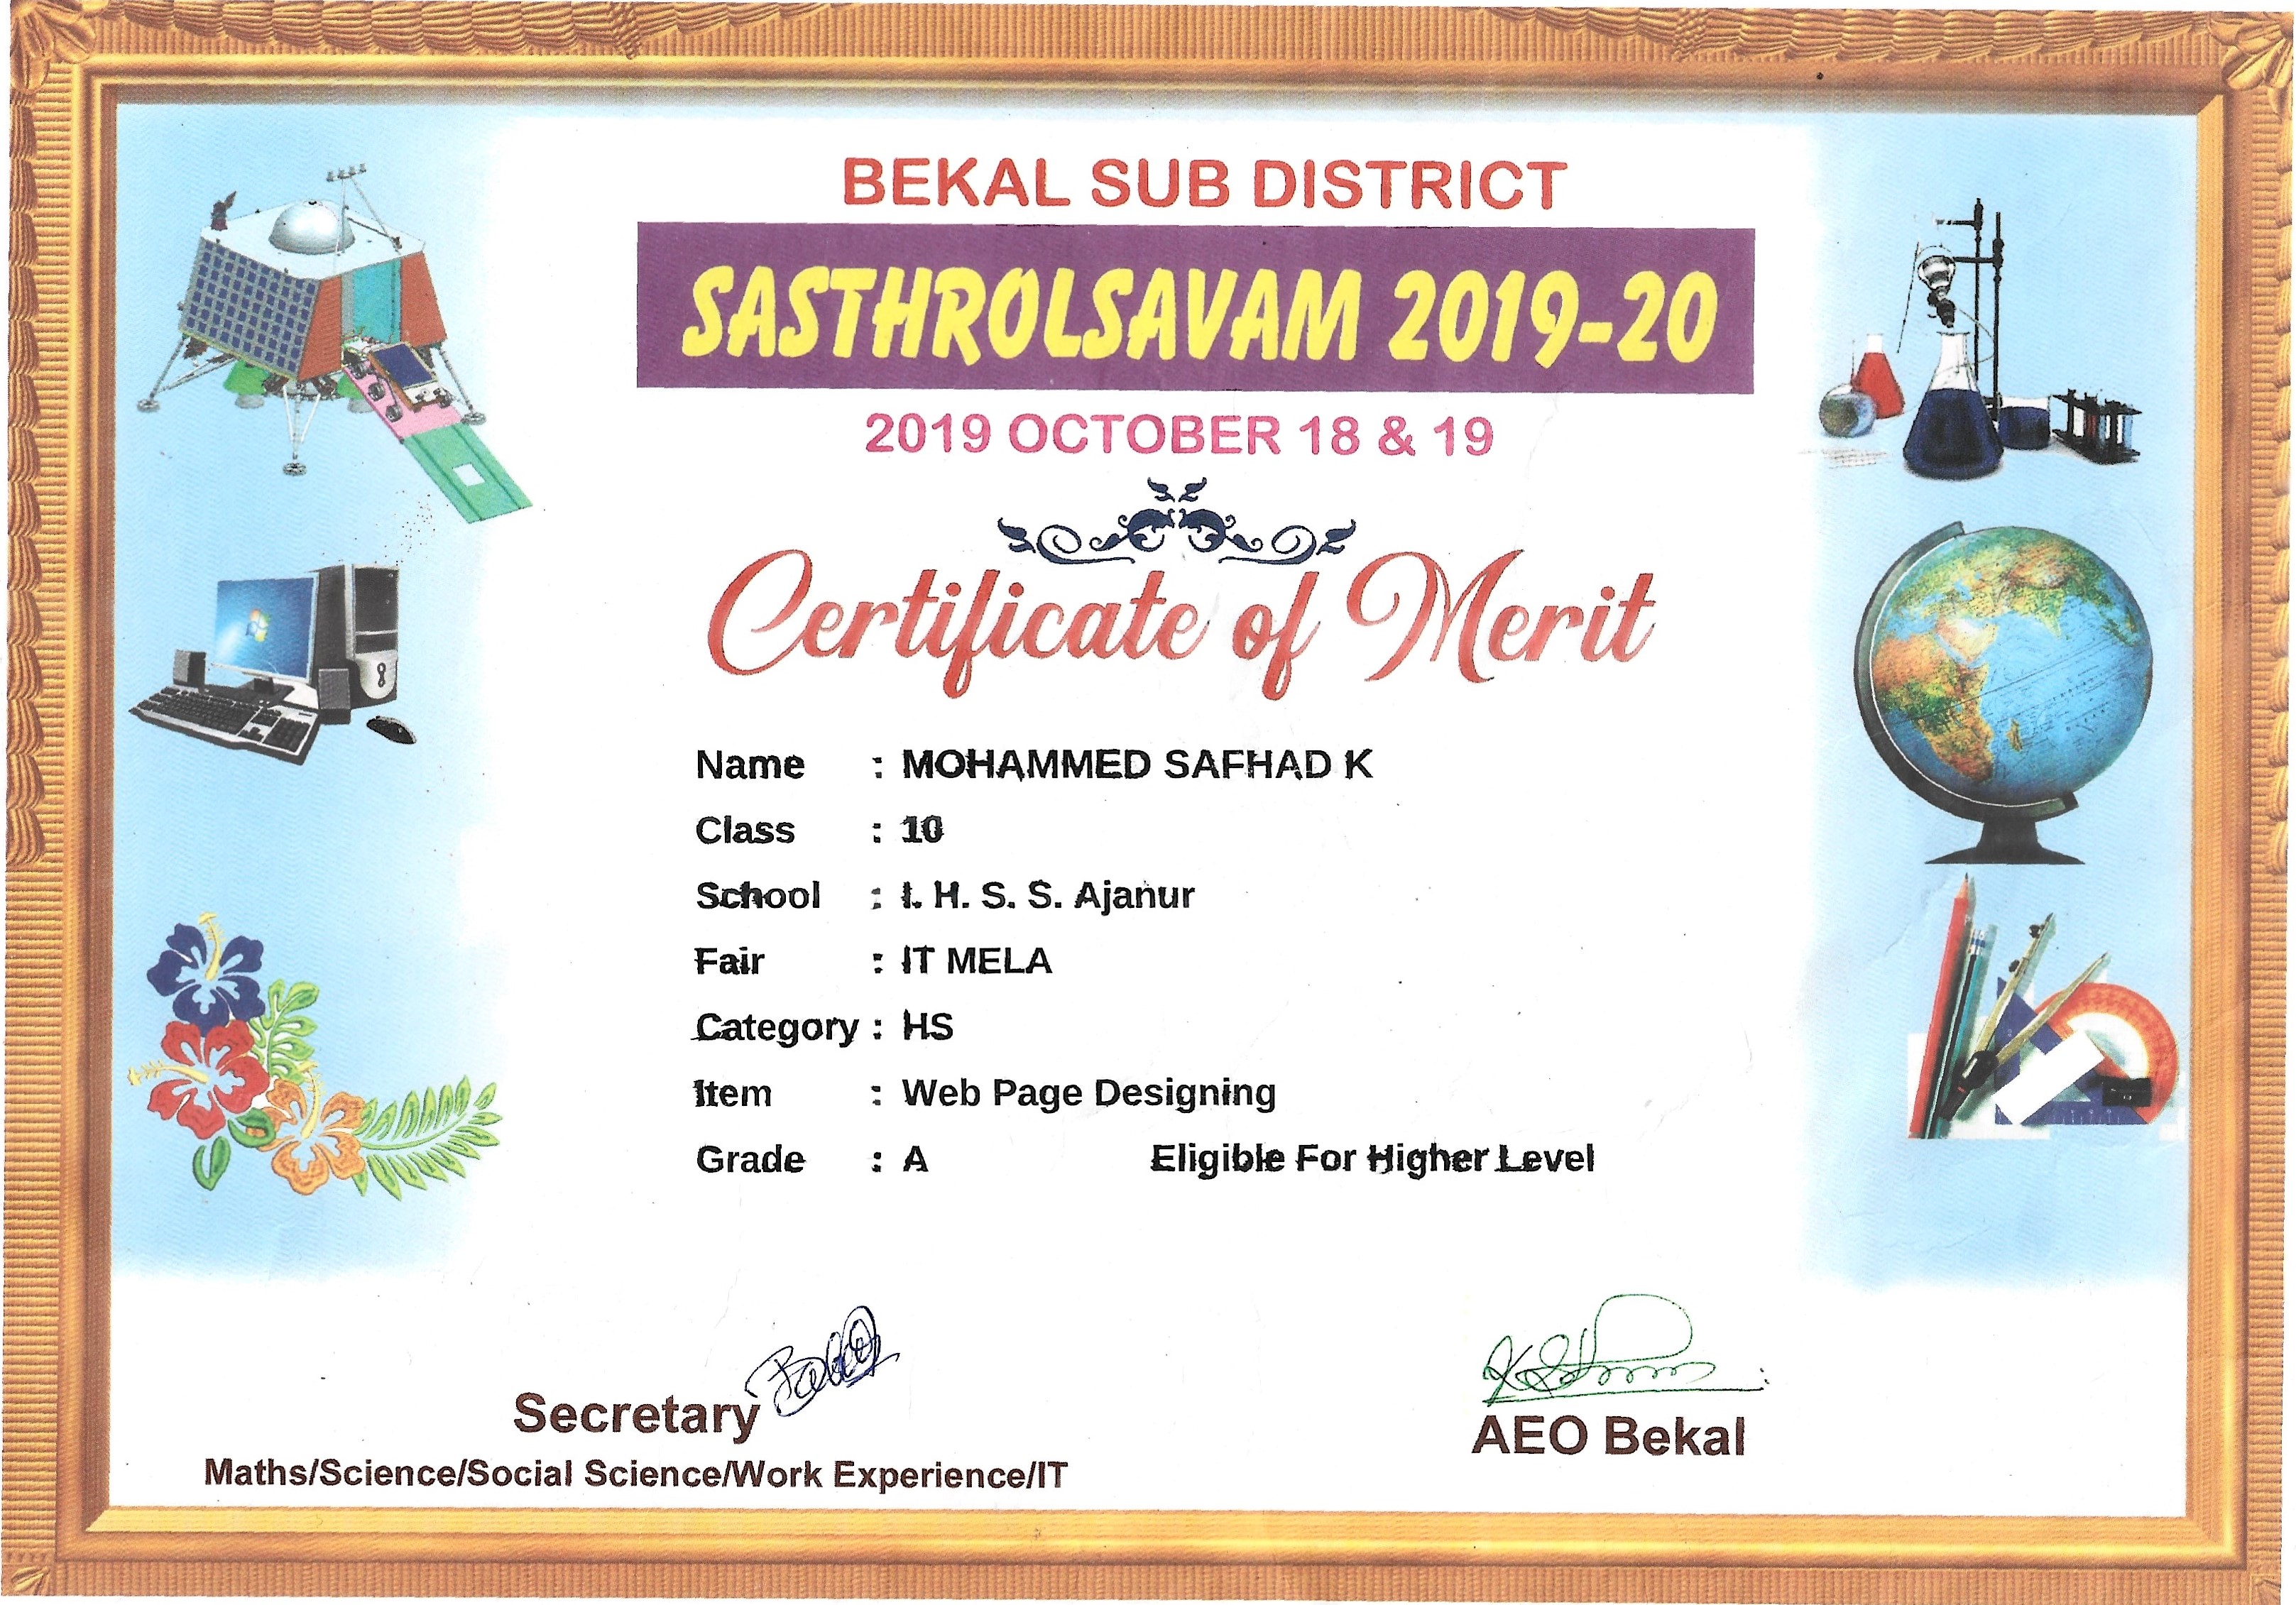 BEKAL SUB DISTRICT
SASTHROLSAVAM 2019-20
2019 OCTOBER 18 & 19
Certificate of Merit
Name : MOHAMMED SAFHAD K
Class : 10
School : I. H. S. S. Ajanur
Fair : IT MELA
Category : HS
Item : Web Page Designing
Grade : A Eligible For Higher Level
Secretary
Maths/Science/Social Science/Work Experience/IT
AEO Bekal